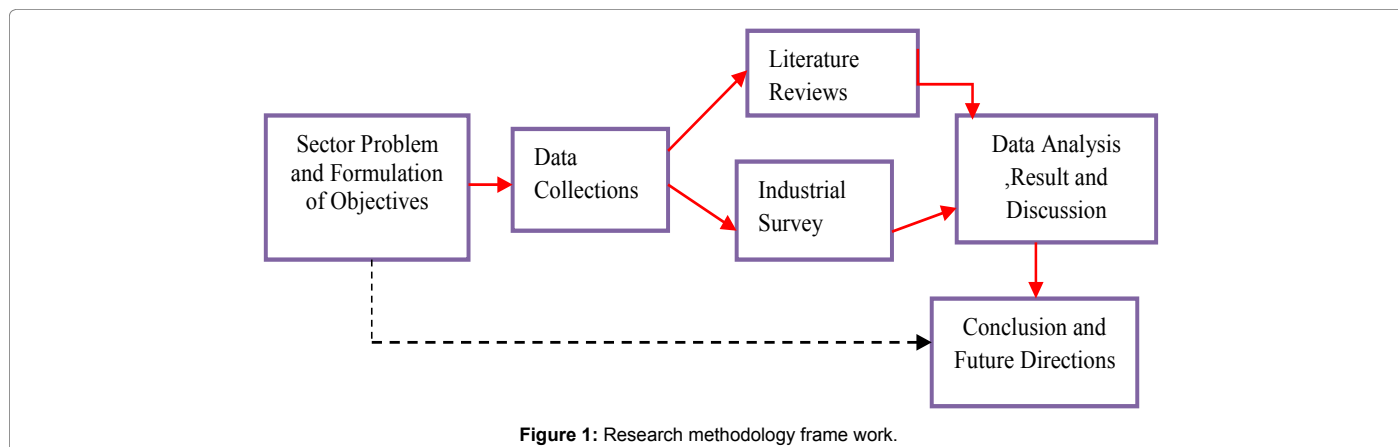 Sector Problem
and Formulation
of Objectives
Data
Collections
Literature
Reviews
Industrial
Survey
Data Analysis
,Result and
Discussion
Conclusion and
Future Directions
Figure 1: Research methodology frame work.